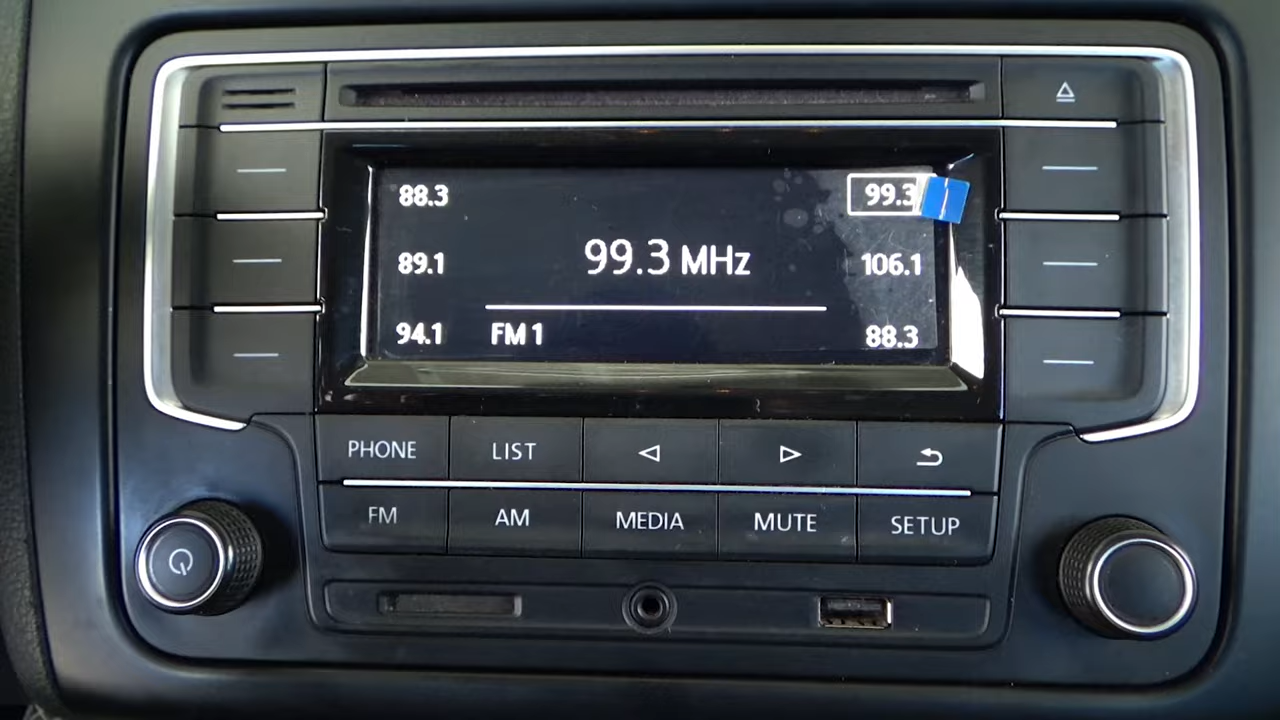 88.3
99.3
99.3 MHz
89.1
106.1
94.1
FM 1
88.3
PHONE
LIST
FM
AM
MEDIA
MUTE
SETUP